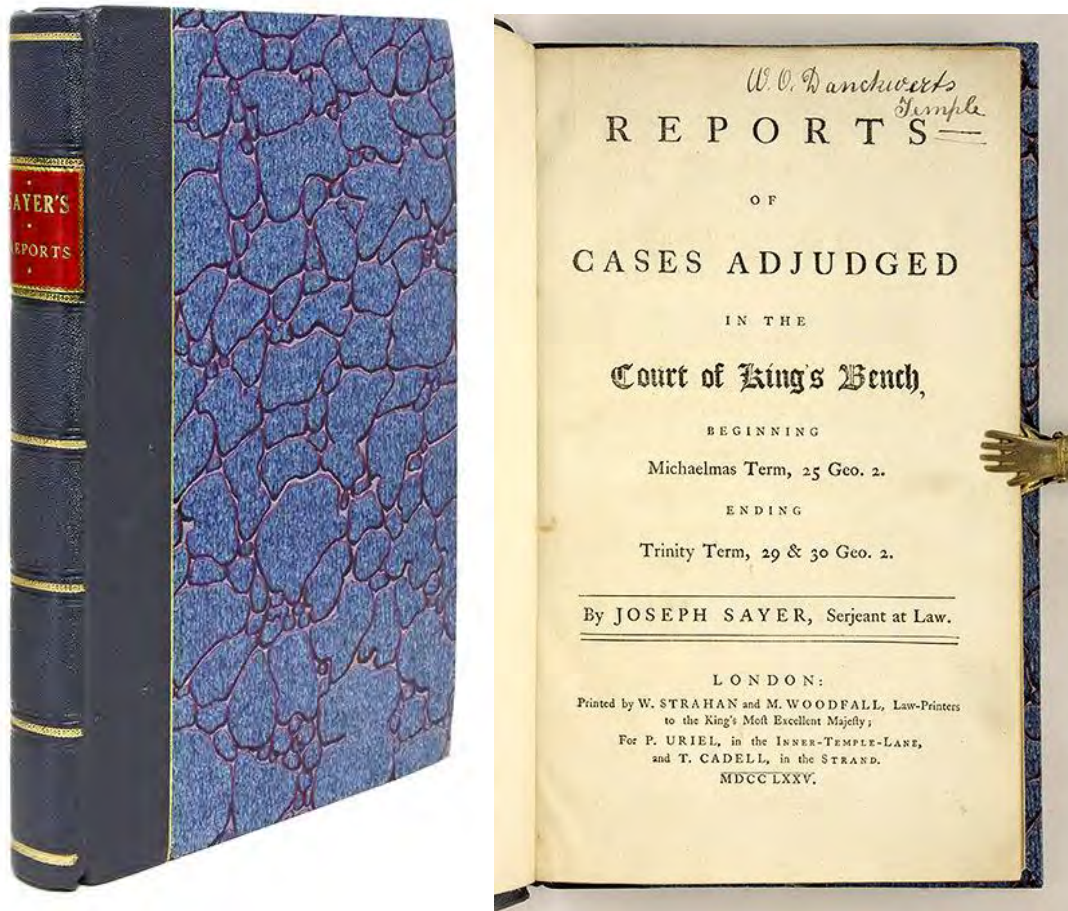 SAYER'S
REPORTS
W. O. Danckwerts
Temple
REPORTS
OF
CASES ADJUDGED
IN THE
Court of King's Bench,
BEGINNING
Michaelmas Term, 25 Geo. 2.
ENDING
Trinity Term, 29 & 30 Geo. 2.
By JOSEPH SAYER, Serjeant at Law.
LONDON:
Printed by W. STRAHAN and M. WOODFALL, Law-Printers
to the King's Moſt Excellent Majeſty;
For P. URIEL, in the INNER-TEMPLE-LANE,
and T. CADELL, in the STRAND.
MDCC LXXV.